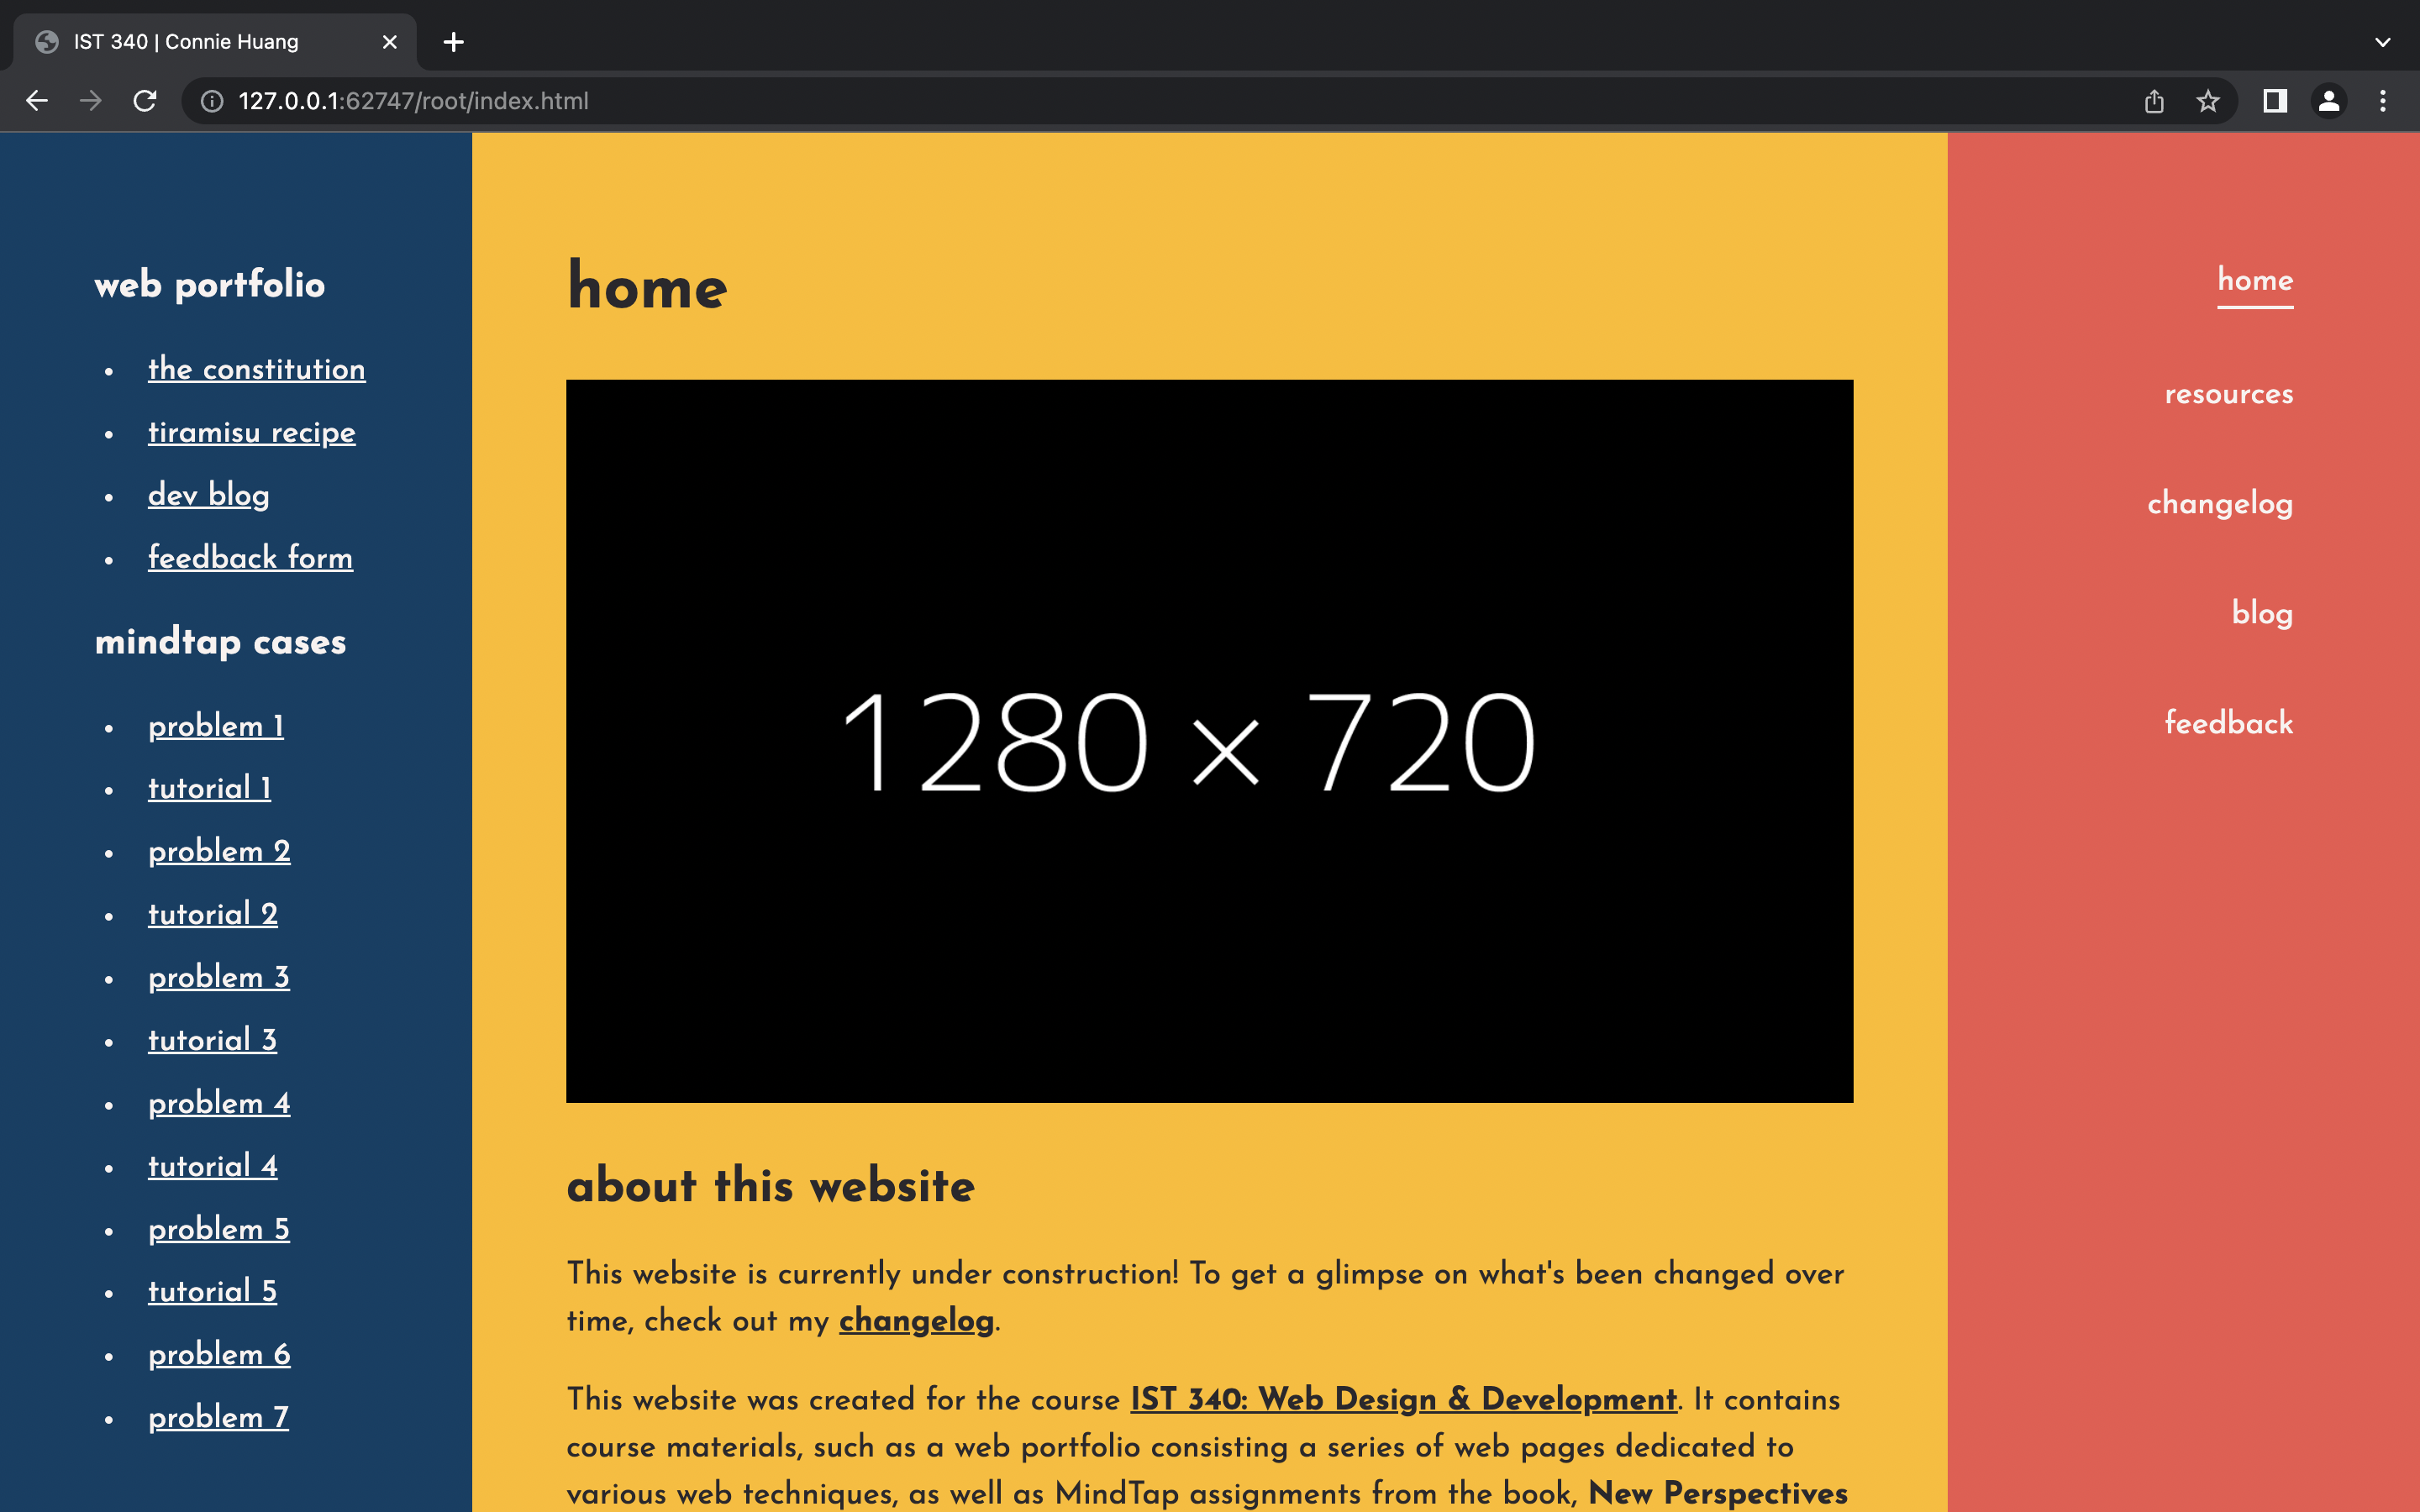 IST 340 | Connie Huang
127.0.0.1:62747/root/index.html
web portfolio
the constitution
tiramisu recipe
dev blog
feedback form
mindtap cases
problem 1
tutorial 1
problem 2
tutorial 2
problem 3
tutorial 3
problem 4
tutorial 4
problem 5
tutorial 5
problem 6
problem 7
home
1280 × 720
about this website
This website is currently under construction! To get a glimpse on what's been changed over
time, check out my changelog.
This website was created for the course IST 340: Web Design & Development. It contains
course materials, such as a web portfolio consisting a series of web pages dedicated to
various web techniques, as well as MindTap assignments from the book, New Perspectives
home
resources
changelog
blog
feedback